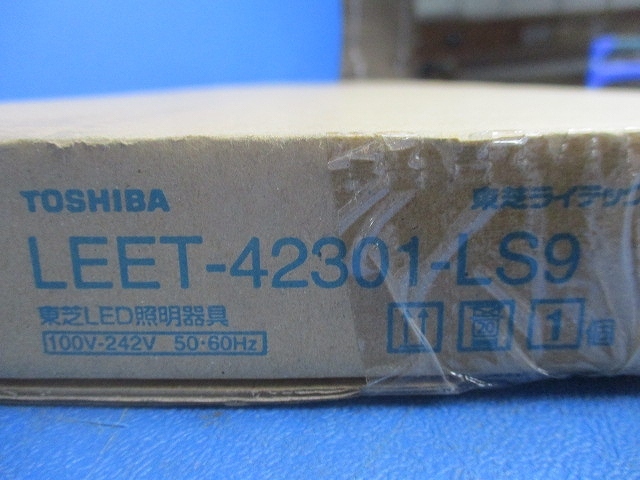 TOSHIBA 東芝ライテック
LEET-42301-LS9
東芝LED照明器具
100V-242V 50・60Hz
20 1個